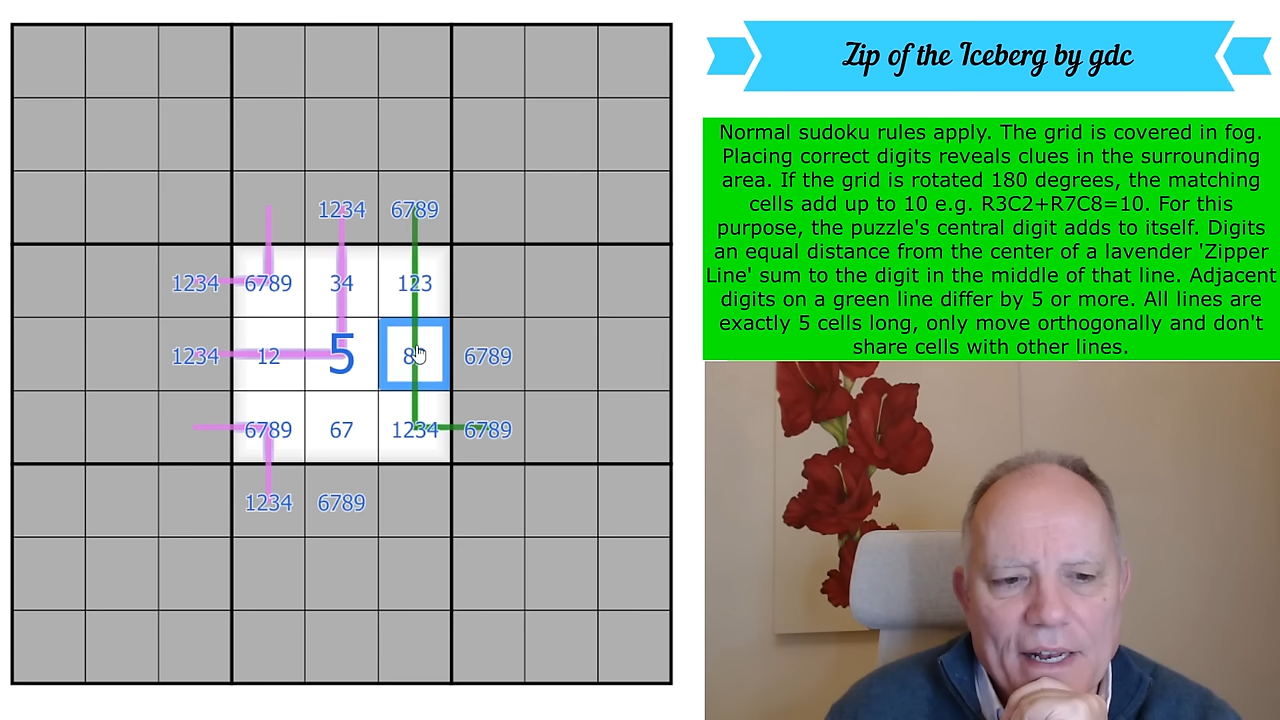 Zip of the Iceberg by gdc
Normal sudoku rules apply. The grid is covered in fog.
Placing correct digits reveals clues in the surrounding
area. If the grid is rotated 180 degrees, the matching
cells add up to 10 e.g. R3C2+R7C8=10. For this
purpose, the puzzle's central digit adds to itself. Digits
an equal distance from the center of a lavender 'Zipper
Line' sum to the digit in the middle of that line. Adjacent
digits on a green line differ by 5 or more. All lines are
exactly 5 cells long, only move orthogonally and don't
share cells with other lines.
1234 6789
1234 6789 34 123
1234 12 5 6789
6789 67 1234 6789
1234 6789